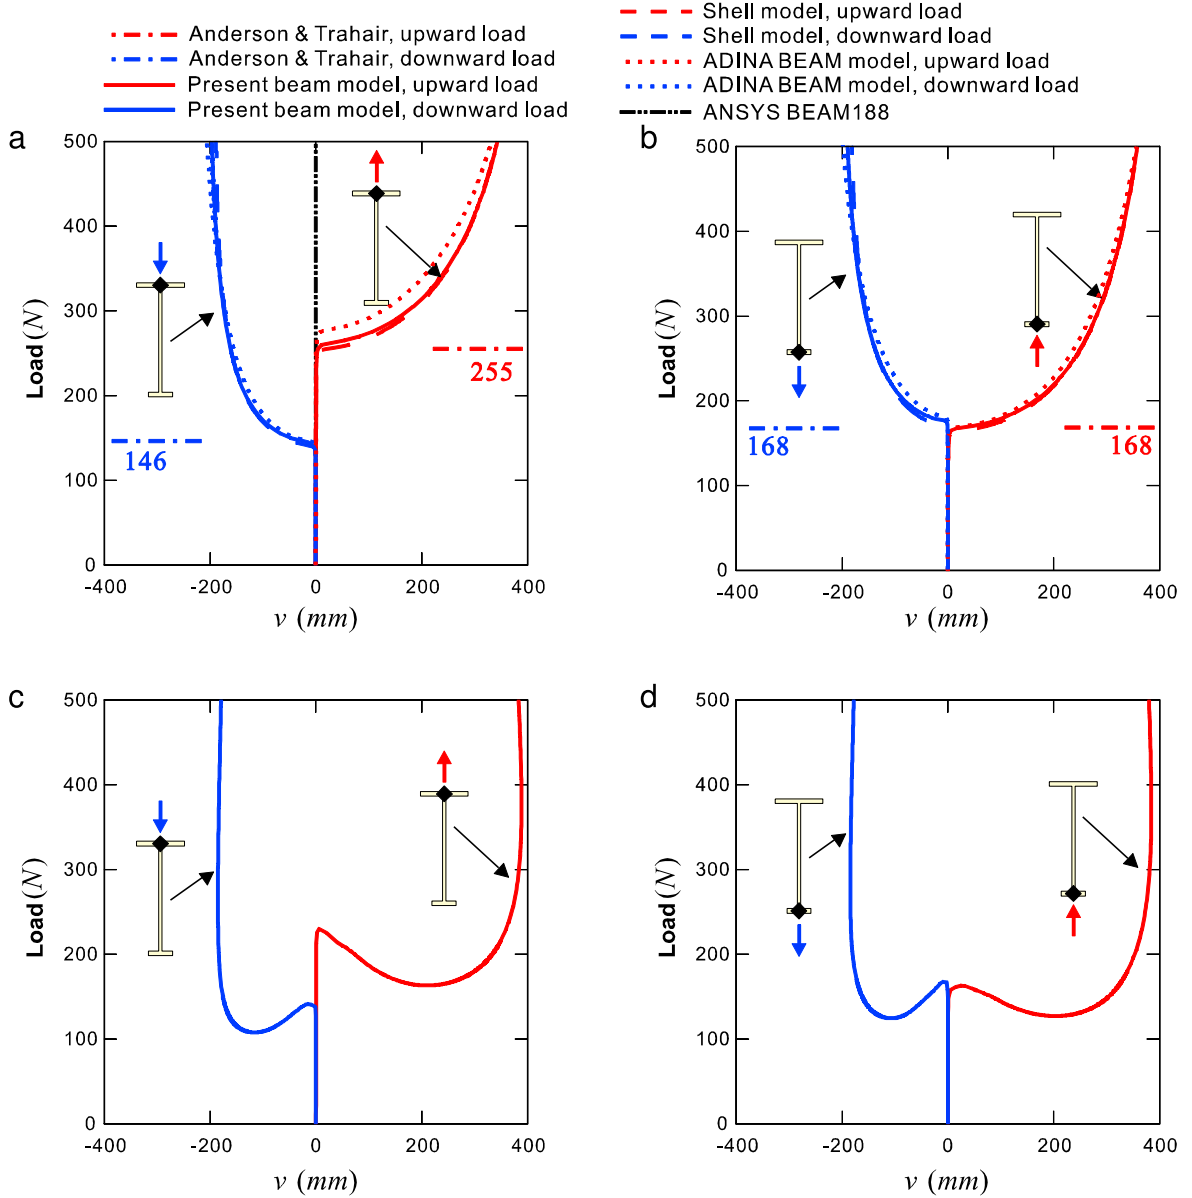 Anderson & Trahair, upward load
Anderson & Trahair, downward load
Present beam model, upward load
Present beam model, downward load
Shell model, upward load
Shell model, downward load
ADINA BEAM model, upward load
ADINA BEAM model, downward load
ANSYS BEAM188
a
500
400
300
200
100
0
Load (N)
-400 -200 0 200 400
v (mm)
146
255
b
500
400
300
200
100
0
Load (N)
-400 -200 0 200 400
v (mm)
168
168
c
500
400
300
200
100
0
Load (N)
-400 -200 0 200 400
v (mm)
d
500
400
300
200
100
0
Load (N)
-400 -200 0 200 400
v (mm)